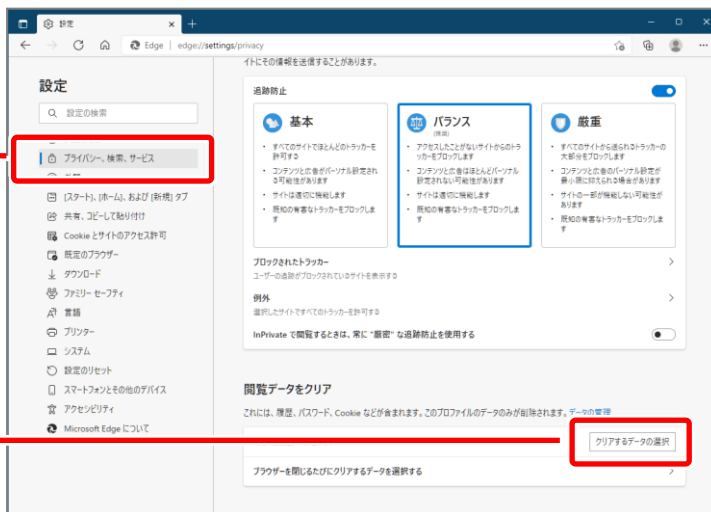 設定
Edge | edge://settings/privacy
イトにその情報を送信することがあります。
設定
設定の検索
プライバシー、検索、サービス
[スタート]、[ホーム]、および [新規] タブ
共有、コピーして貼り付け
Cookie とサイトのアクセス許可
既定のブラウザー
ダウンロード
ファミリー セーフティ
言語
プリンター
システム
設定のリセット
スマートフォンとその他のデバイス
アクセシビリティ
Microsoft Edge について
追跡防止
基本
・ すべてのサイトでほとんどのトラッカーを
許可する
・ コンテンツと広告がパーソナル設定され
る可能性があります
・ サイトは適切に機能します
・ 既知の有害なトラッカーをブロックしま
す
バランス
(推奨)
・ アクセスしたことがないサイトからのトラ
ッカーをブロックします
・ コンテンツと広告はほとんどパーソナル
設定されない可能性があります
・ サイトは適切に機能します
・ 既知の有害なトラッカーをブロックしま
す
厳重
・ すべてのサイトから送られるトラッカーの
大部分をブロックします
・ コンテンツと広告のパーソナル設定が
最小限に抑えられる場合があります
・ サイトの一部が機能しない可能性が
あります
・ 既知の有害なトラッカーをブロックしま
す
ブロックされたトラッカー
ユーザーの追跡がブロックされているサイトを表示する
例外
選択したサイトですべてのトラッカーを許可する
InPrivate で閲覧するときは、常に "厳密" な追跡防止を使用する
閲覧データをクリア
これには、履歴、パスワード、Cookie などが含まれます。このプロファイルのデータのみが削除されます。データの管理
クリアするデータの選択
ブラウザーを閉じるたびにクリアするデータを選択する